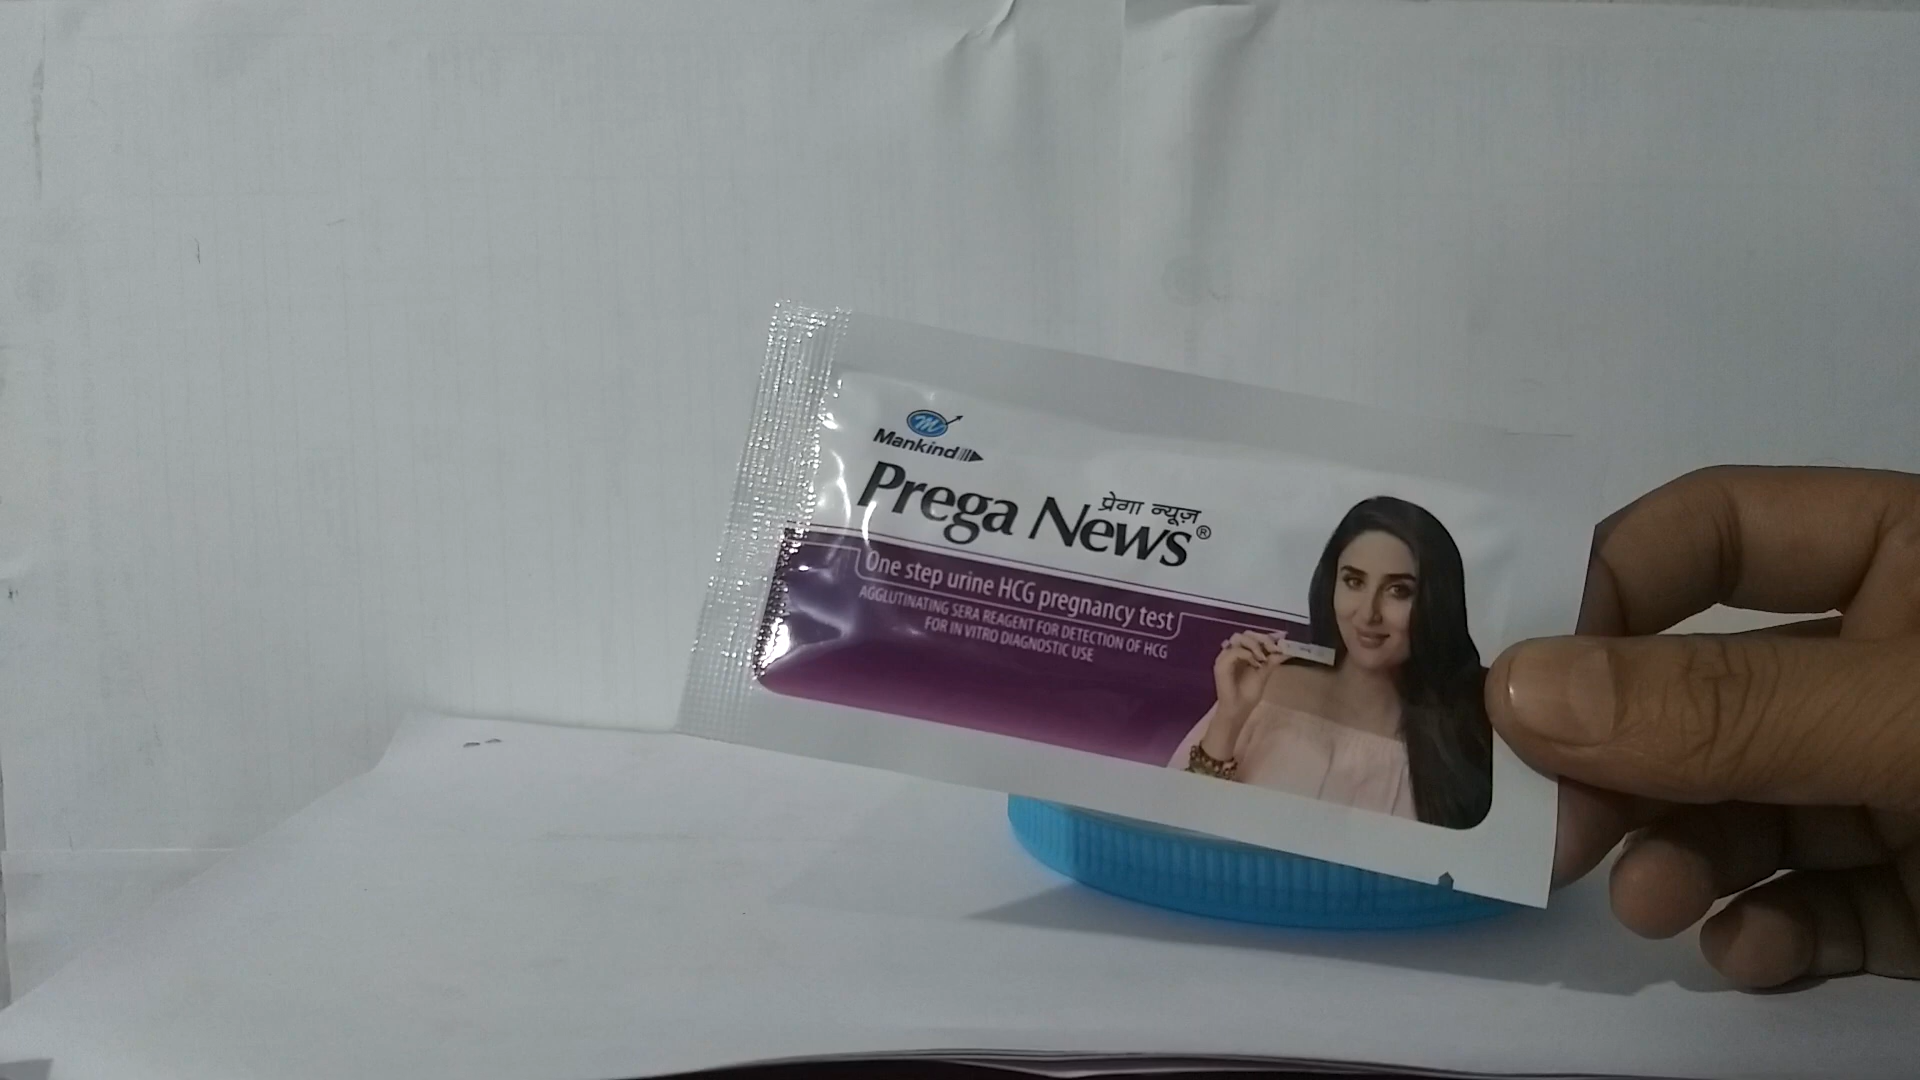 Mankind
Prega News®
प्रेगा न्यूज़
One step urine HCG pregnancy test
AGGLUTINATING SERA REAGENT FOR DETECTION OF HCG
FOR IN VITRO DIAGNOSTIC USE